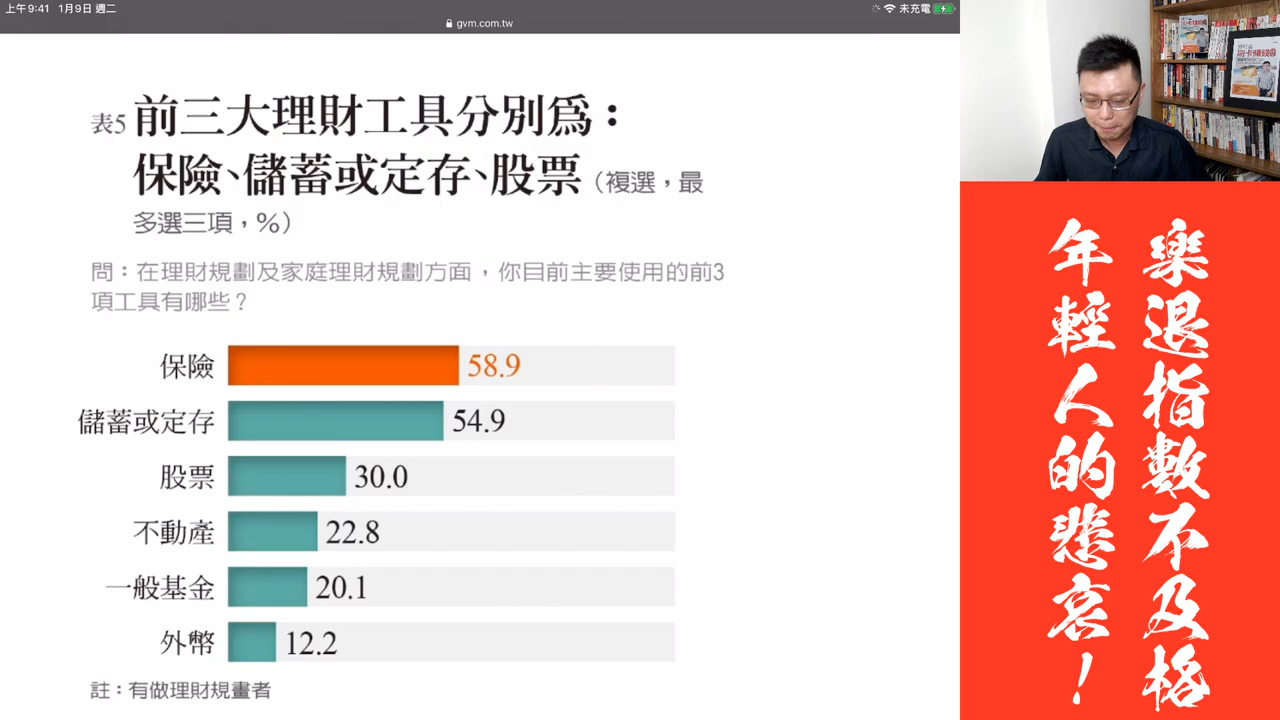 上午9:41 1月9日 週二
gvm.com.tw
未充電
表5 前三大理財工具分別為：
保險、儲蓄或定存、股票（複選，最
多選三項，%）
問：在理財規劃及家庭理財規劃方面，你目前主要使用的前3
項工具有哪些？
保險 58.9
儲蓄或定存 54.9
股票 30.0
不動產 22.8
一般基金 20.1
外幣 12.2
註：有做理財規畫者
刷卡賺錢
樂退指數不及格
年輕人的悲哀！